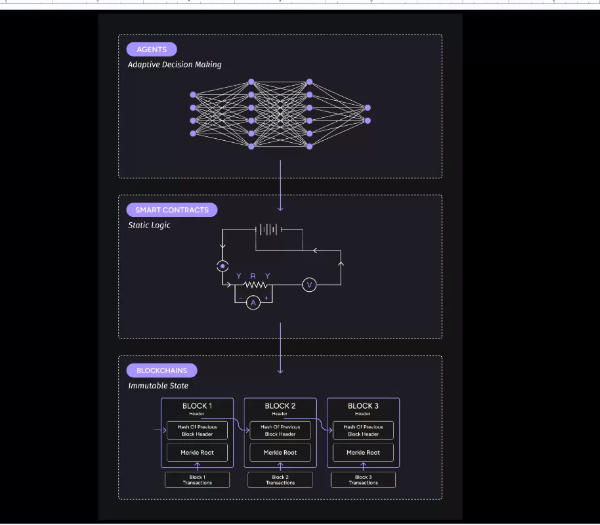 AGENTS
Adaptive Decision Making
SMART CONTRACTS
Static Logic
Y R Y
V
- +
A
BLOCKCHAINS
Immutable State
BLOCK 1
Header
Hash Of Previous
Block Header
Merkle Root
Block 1
Transactions
BLOCK 2
Header
Hash Of Previous
Block Header
Merkle Root
Block 2
Transactions
BLOCK 3
Header
Hash Of Previous
Block Header
Merkle Root
Block 3
Transactions